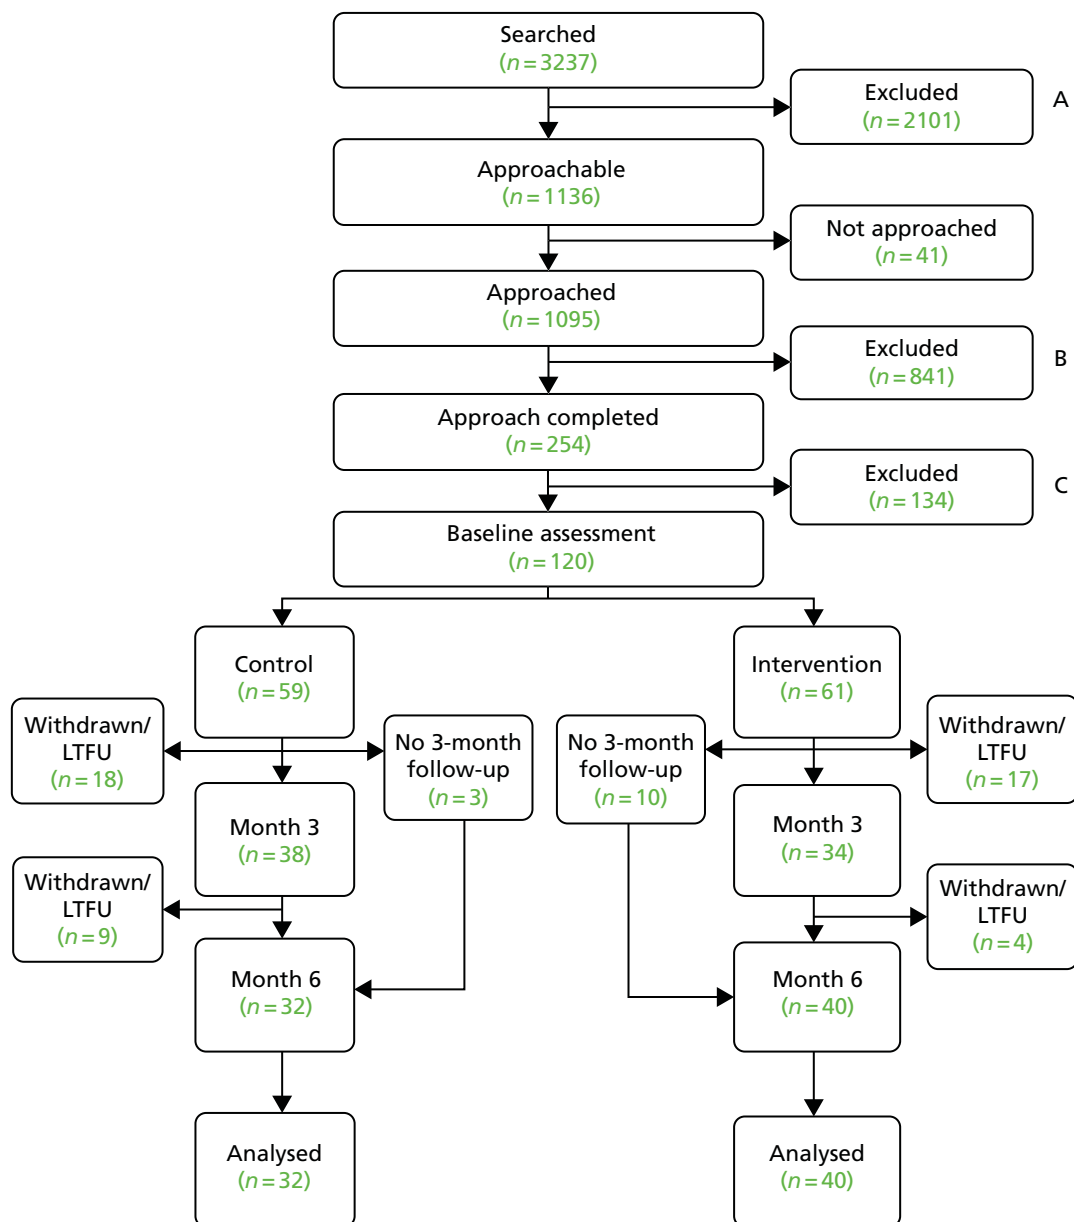 Searched
(n=3237)
Excluded
(n=2101)
A
Approachable
(n=1136)
Not approached
(n=41)
Approached
(n=1095)
Excluded
(n=841)
B
Approach completed
(n=254)
Excluded
(n=134)
C
Baseline assessment
(n=120)
Control
(n=59)
Intervention
(n=61)
Withdrawn/
LTFU
(n=18)
No 3-month
follow-up
(n=3)
No 3-month
follow-up
(n=10)
Withdrawn/
LTFU
(n=17)
Month 3
(n=38)
Month 3
(n=34)
Withdrawn/
LTFU
(n=9)
Withdrawn/
LTFU
(n=4)
Month 6
(n=32)
Month 6
(n=40)
Analysed
(n=32)
Analysed
(n=40)